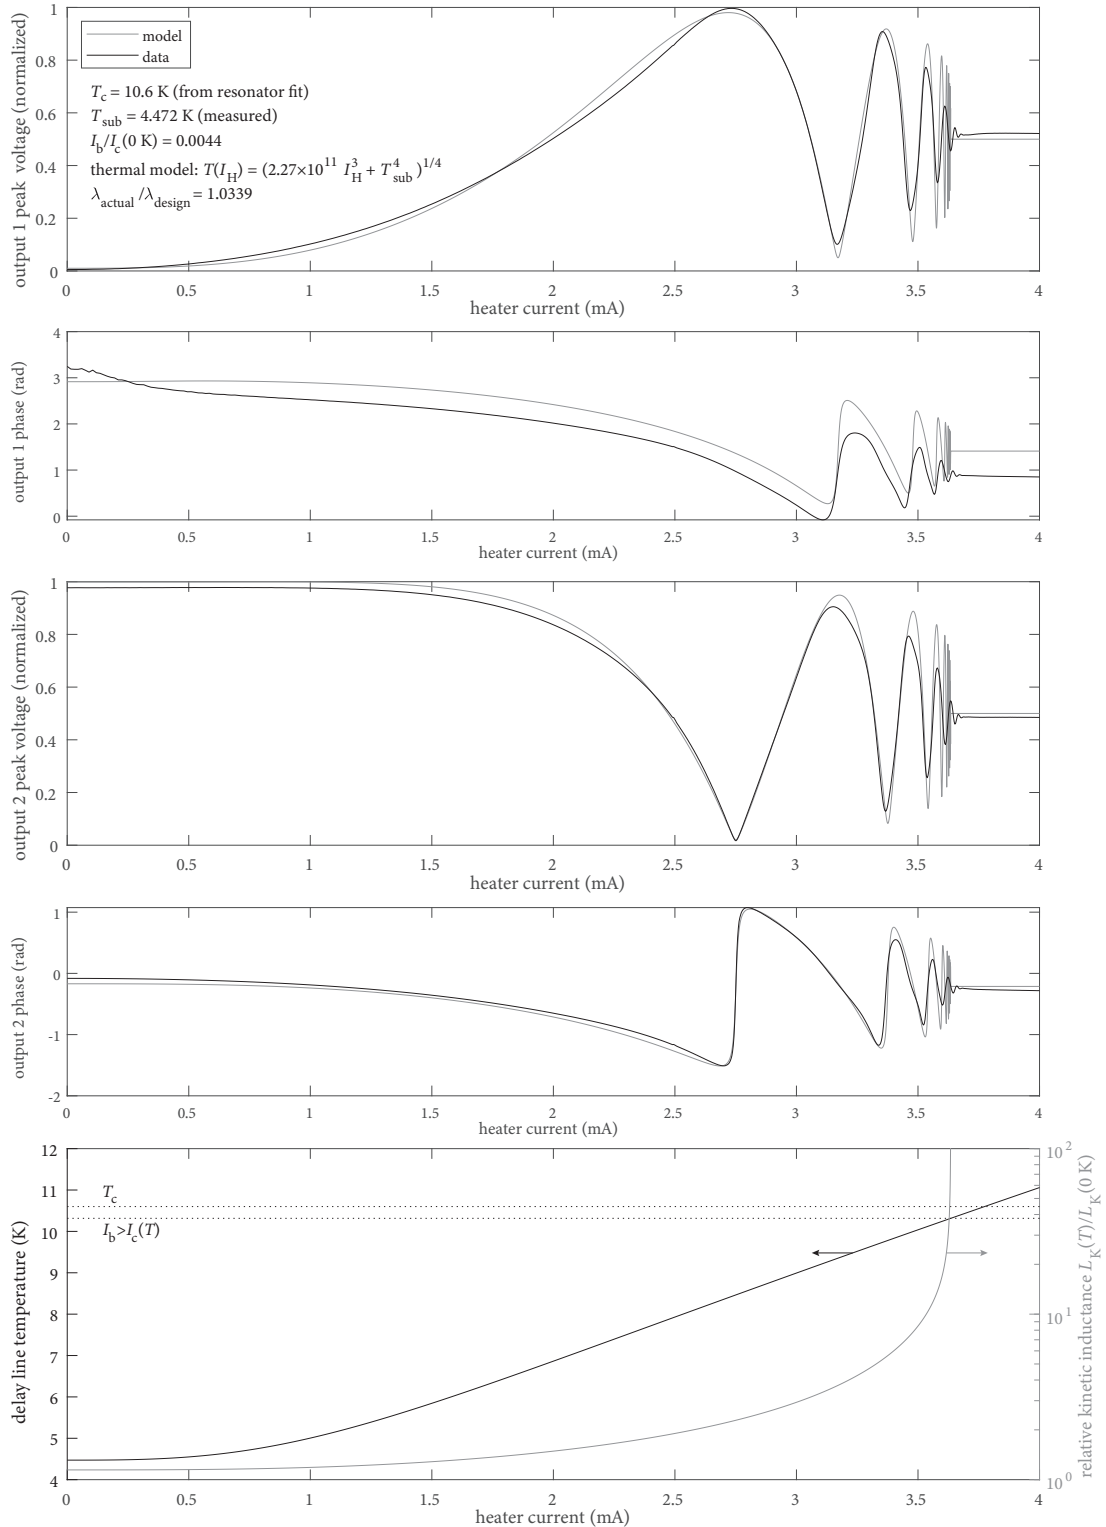 output 1 peak voltage (normalized)
1
0.8
0.6
0.4
0.2
0
model
data
T_c = 10.6 K (from resonator fit)
T_sub = 4.472 K (measured)
I_b/I_c(0 K) = 0.0044
thermal model: T(I_H) = (2.27×10^11 I_H^3 + T_sub^4)^1/4
λ_actual/λ_design = 1.0339
0 0.5 1 1.5 2 2.5 3 3.5 4
heater current (mA)
output 1 phase (rad)
4
3
2
1
0
0 0.5 1 1.5 2 2.5 3 3.5 4
heater current (mA)
output 2 peak voltage (normalized)
1
0.8
0.6
0.4
0.2
0
0 0.5 1 1.5 2 2.5 3 3.5 4
heater current (mA)
output 2 phase (rad)
1
0
-1
-2
0 0.5 1 1.5 2 2.5 3 3.5 4
heater current (mA)
delay line temperature (K)
12
11
10
9
8
7
6
5
4
T_c
I_b>I_c(T)
10^2
10^1
10^0
relative kinetic inductance L_K(T)/L_K(0 K)
0 0.5 1 1.5 2 2.5 3 3.5 4
heater current (mA)